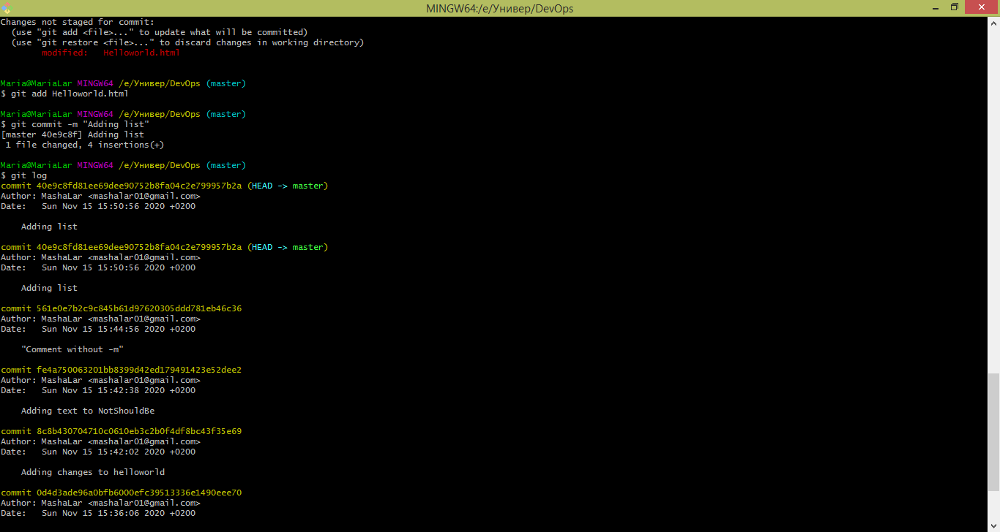 MINGW64:/e/Универ/DevOps
Changes not staged for commit:
  (use "git add <file>..." to update what will be committed)
  (use "git restore <file>..." to discard changes in working directory)
        modified:   Helloworld.html
Maria@MariaLar MINGW64 /e/Универ/DevOps (master)
$ git add Helloworld.html
Maria@MariaLar MINGW64 /e/Универ/DevOps (master)
$ git commit -m "Adding list"
[master 40e9c8f] Adding list
 1 file changed, 4 insertions(+)
Maria@MariaLar MINGW64 /e/Универ/DevOps (master)
$ git log
commit 40e9c8fd81ee69dee90752b8fa04c2e799957b2a (HEAD -> master)
Author: MashaLar <mashalar01@gmail.com>
Date:   Sun Nov 15 15:50:56 2020 +0200
    Adding list
commit 40e9c8fd81ee69dee90752b8fa04c2e799957b2a (HEAD -> master)
Author: MashaLar <mashalar01@gmail.com>
Date:   Sun Nov 15 15:50:56 2020 +0200
    Adding list
commit 561e0e7b2c9c845b61d97620305ddd781eb46c36
Author: MashaLar <mashalar01@gmail.com>
Date:   Sun Nov 15 15:44:56 2020 +0200
    "Comment without -m"
commit fe4a750063201bb8399d42ed179491423e52dee2
Author: MashaLar <mashalar01@gmail.com>
Date:   Sun Nov 15 15:42:38 2020 +0200
    Adding text to NotShouldBe
commit 8c8b430704710c0610eb3c2b0f4df8bc43f35e69
Author: MashaLar <mashalar01@gmail.com>
Date:   Sun Nov 15 15:42:02 2020 +0200
    Adding changes to helloworld
commit 0d4d3ade96a0bfb6000efc39513336e1490eee70
Author: MashaLar <mashalar01@gmail.com>
Date:   Sun Nov 15 15:36:06 2020 +0200